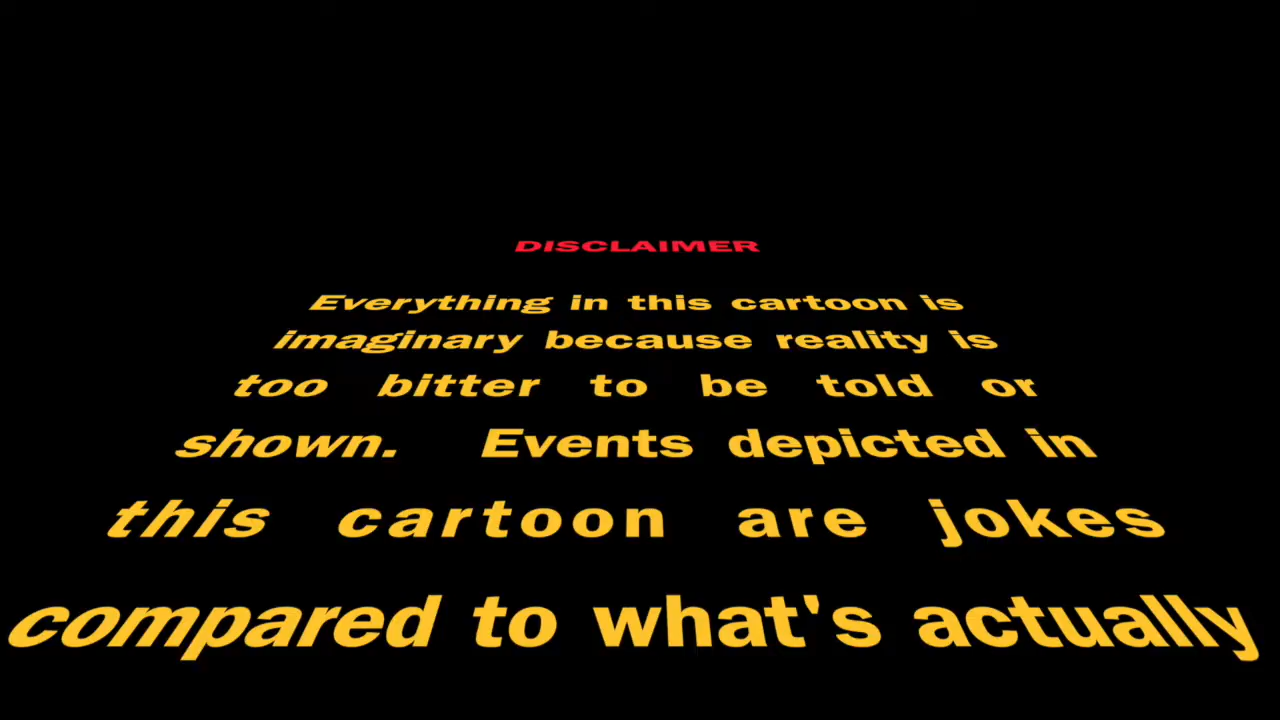 DISCLAIMER
Everything in this cartoon is
imaginary because reality is
too bitter to be told or
shown. Events depicted in
this cartoon are jokes
compared to what's actually